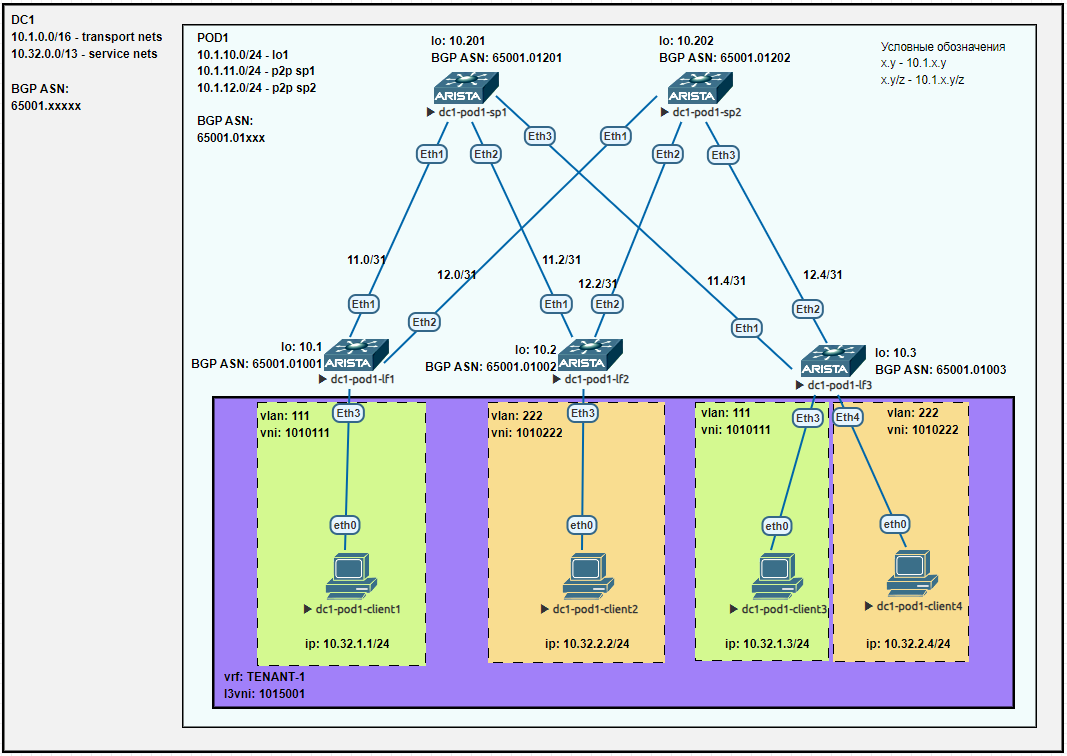 DC1
10.1.0.0/16 - transport nets
10.32.0.0/13 - service nets
BGP ASN:
65001.xxxxx
POD1
10.1.10.0/24 - lo1
10.1.11.0/24 - p2p sp1
10.1.12.0/24 - p2p sp2
BGP ASN:
65001.01xxx
lo: 10.201
BGP ASN: 65001.01201
ARISTA
dc1-pod1-sp1
lo: 10.202
BGP ASN: 65001.01202
ARISTA
dc1-pod1-sp2
Условные обозначения
x.y - 10.1.x.y
x.y/z - 10.1.x.y/z
Eth1
Eth2
Eth3
Eth1
Eth2
Eth3
11.0/31
12.0/31
11.2/31
12.2/31
11.4/31
12.4/31
Eth1
Eth2
Eth1
Eth2
Eth1
Eth2
lo: 10.1
BGP ASN: 65001.01001
ARISTA
dc1-pod1-lf1
lo: 10.2
BGP ASN: 65001.01002
ARISTA
dc1-pod1-lf2
lo: 10.3
BGP ASN: 65001.01003
ARISTA
dc1-pod1-lf3
vlan: 111
vni: 1010111
Eth3
eth0
dc1-pod1-client1
ip: 10.32.1.1/24
vlan: 222
vni: 1010222
Eth3
eth0
dc1-pod1-client2
ip: 10.32.2.2/24
vlan: 111
vni: 1010111
Eth3
eth0
dc1-pod1-client3
ip: 10.32.1.3/24
vlan: 222
vni: 1010222
Eth4
eth0
dc1-pod1-client4
ip: 10.32.2.4/24
vrf: TENANT-1
l3vni: 1015001